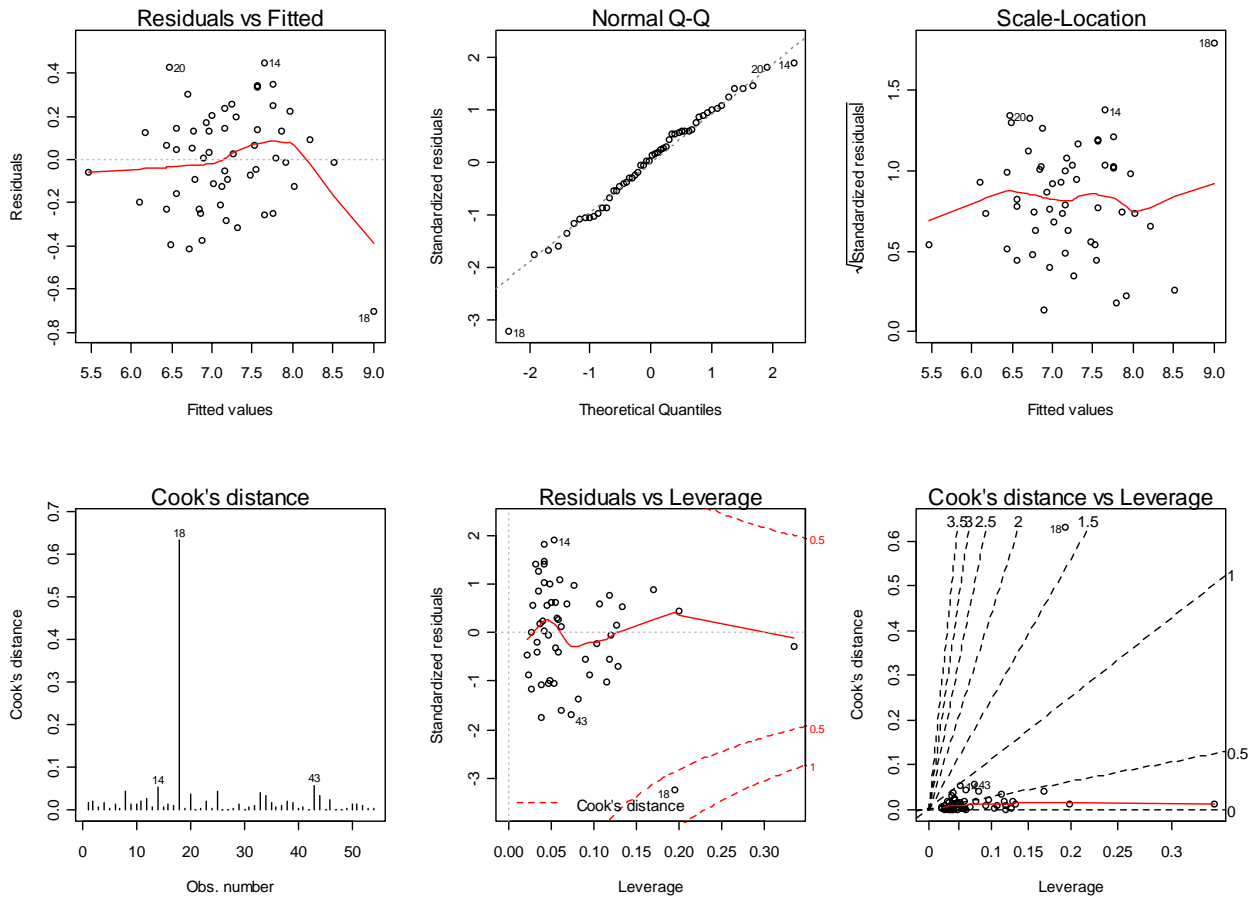 Residuals vs Fitted
Residuals
0.4
0.2
0.0
-0.2
-0.4
-0.6
-0.8
20
14
18
5.5 6.0 6.5 7.0 7.5 8.0 8.5 9.0
Fitted values
Normal Q-Q
Standardized residuals
2
1
0
-1
-2
-3
20
14
18
-2 -1 0 1 2
Theoretical Quantiles
Scale-Location
√|Standardized residuals|
1.5
1.0
0.5
0.0
18
20
14
5.5 6.0 6.5 7.0 7.5 8.0 8.5 9.0
Fitted values
Cook's distance
Cook's distance
0.7
0.6
0.5
0.4
0.3
0.2
0.1
0.0
18
14
43
0 10 20 30 40 50
Obs. number
Residuals vs Leverage
Standardized residuals
2
1
0
-1
-2
-3
14
43
18
0.5
0.5
1
Cook's distance
0.00 0.05 0.10 0.15 0.20 0.25 0.30
Leverage
Cook's distance vs Leverage
Cook's distance
0.6
0.5
0.4
0.3
0.2
0.1
0.0
3.5 3 2.5 2 1.5
18
1
0.5
0
43
0 0.1 0.2 0.3
Leverage